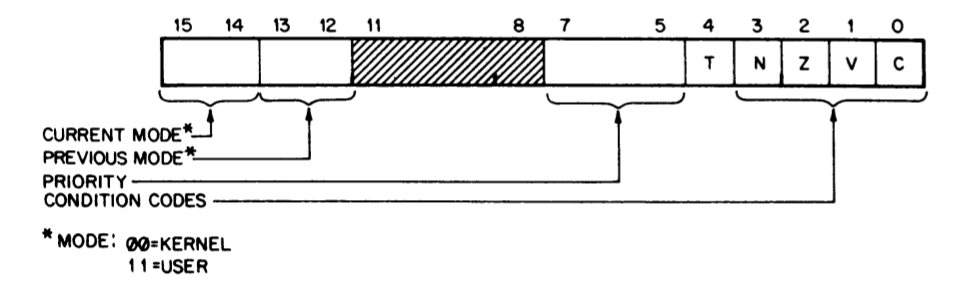 15 14 13 12 11 8 7 5 4 3 2 1 0
T N Z V C
CURRENT MODE*
PREVIOUS MODE*
PRIORITY
CONDITION CODES
* MODE: 00=KERNEL
11=USER